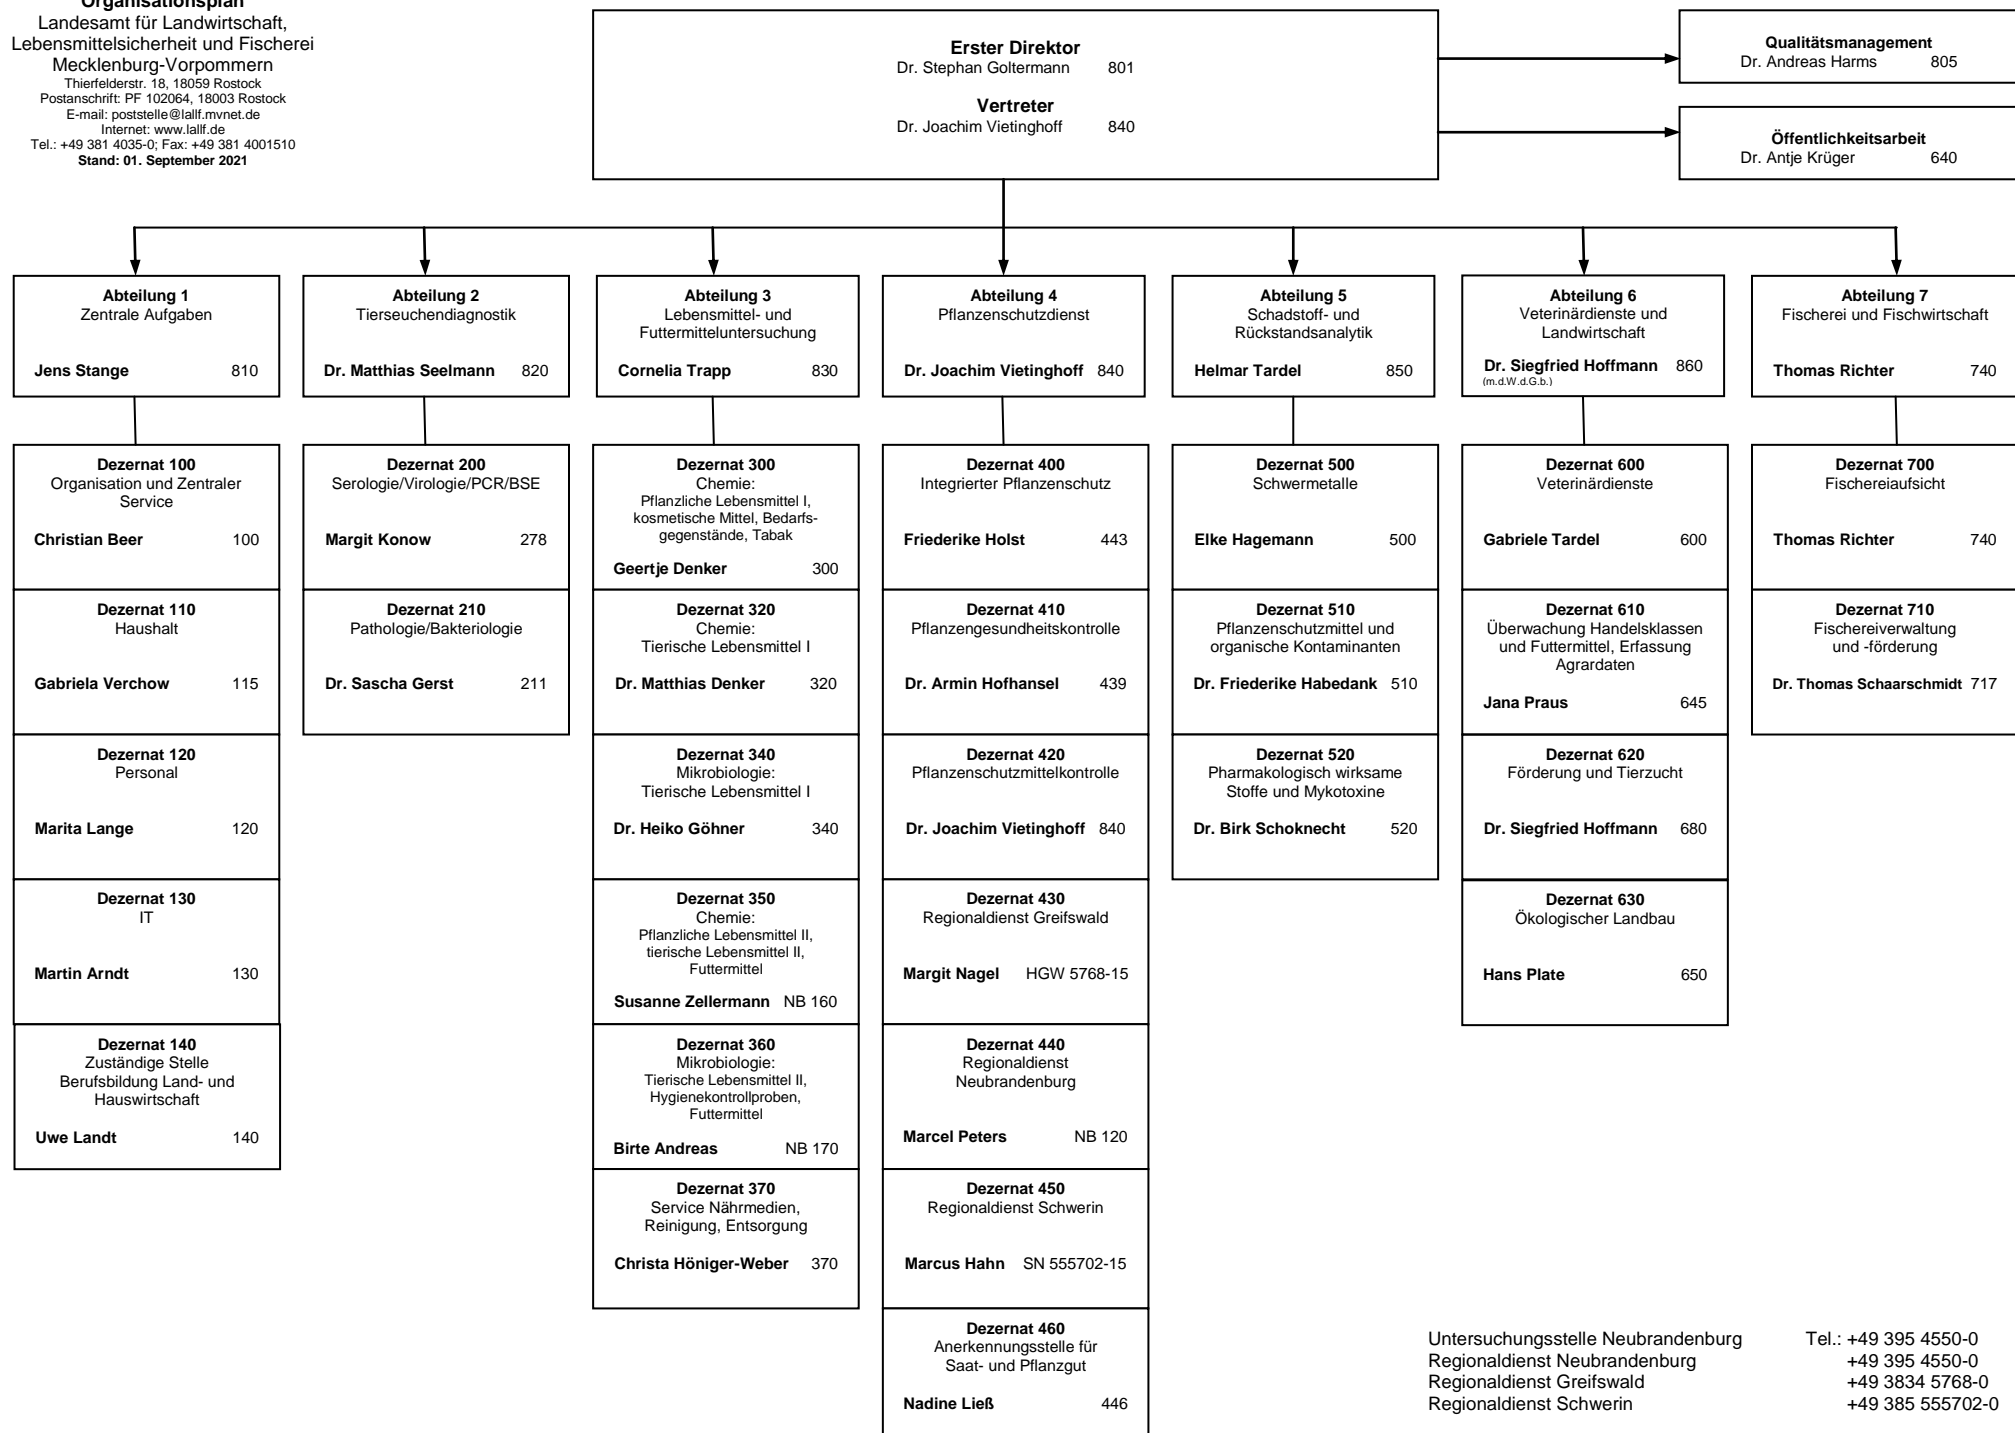 Organisationsplan
Landesamt für Landwirtschaft,
Lebensmittelsicherheit und Fischerei
Mecklenburg-Vorpommern
Thierfelderstr. 18, 18059 Rostock
Postanschrift: PF 102064, 18003 Rostock
E-mail: poststelle@lallf.mvnet.de
Internet: www.lallf.de
Tel.: +49 381 4035-0; Fax: +49 381 4001510
Stand: 01. September 2021
Erster Direktor
Dr. Stephan Goltermann 801
Vertreter
Dr. Joachim Vietinghoff 840
Qualitätsmanagement
Dr. Andreas Harms 805
Öffentlichkeitsarbeit
Dr. Antje Krüger 640
Abteilung 1
Zentrale Aufgaben
Jens Stange 810
Abteilung 2
Tierseuchendiagnostik
Dr. Matthias Seelmann 820
Abteilung 3
Lebensmittel- und
Futtermitteluntersuchung
Cornelia Trapp 830
Abteilung 4
Pflanzenschutzdienst
Dr. Joachim Vietinghoff 840
Abteilung 5
Schadstoff- und
Rückstandsanalytik
Helmar Tardel 850
Abteilung 6
Veterinärdienste und
Landwirtschaft
Dr. Siegfried Hoffmann 860
(m.d.W.d.G.b.)
Abteilung 7
Fischerei und Fischwirtschaft
Thomas Richter 740
Dezernat 100
Organisation und Zentraler
Service
Christian Beer 100
Dezernat 110
Haushalt
Gabriela Verchow 115
Dezernat 120
Personal
Marita Lange 120
Dezernat 130
IT
Martin Arndt 130
Dezernat 140
Zuständige Stelle
Berufsbildung Land- und
Hauswirtschaft
Uwe Landt 140
Dezernat 200
Serologie/Virologie/PCR/BSE
Margit Konow 278
Dezernat 210
Pathologie/Bakteriologie
Dr. Sascha Gerst 211
Dezernat 300
Chemie:
Pflanzliche Lebensmittel I,
kosmetische Mittel, Bedarfs-
gegenstände, Tabak
Geertje Denker 300
Dezernat 320
Chemie:
Tierische Lebensmittel I
Dr. Matthias Denker 320
Dezernat 340
Mikrobiologie:
Tierische Lebensmittel I
Dr. Heiko Göhner 340
Dezernat 350
Chemie:
Pflanzliche Lebensmittel II,
tierische Lebensmittel II,
Futtermittel
Susanne Zellermann NB 160
Dezernat 360
Mikrobiologie:
Tierische Lebensmittel II,
Hygienekontrollproben,
Futtermittel
Birte Andreas NB 170
Dezernat 370
Service Nährmedien,
Reinigung, Entsorgung
Christa Höniger-Weber 370
Dezernat 400
Integrierter Pflanzenschutz
Friederike Holst 443
Dezernat 410
Pflanzengesundheitskontrolle
Dr. Armin Hofhansel 439
Dezernat 420
Pflanzenschutzmittelkontrolle
Dr. Joachim Vietinghoff 840
Dezernat 430
Regionaldienst Greifswald
Margit Nagel HGW 5768-15
Dezernat 440
Regionaldienst
Neubrandenburg
Marcel Peters NB 120
Dezernat 450
Regionaldienst Schwerin
Marcus Hahn SN 555702-15
Dezernat 460
Anerkennungsstelle für
Saat- und Pflanzgut
Nadine Ließ 446
Dezernat 500
Schwermetalle
Elke Hagemann 500
Dezernat 510
Pflanzenschutzmittel und
organische Kontaminanten
Dr. Friederike Habedank 510
Dezernat 520
Pharmakologisch wirksame
Stoffe und Mykotoxine
Dr. Birk Schoknecht 520
Dezernat 600
Veterinärdienste
Gabriele Tardel 600
Dezernat 610
Überwachung Handelsklassen
und Futtermittel, Erfassung
Agrardaten
Jana Praus 645
Dezernat 620
Förderung und Tierzucht
Dr. Siegfried Hoffmann 680
Dezernat 630
Ökologischer Landbau
Hans Plate 650
Dezernat 700
Fischereiaufsicht
Thomas Richter 740
Dezernat 710
Fischereiverwaltung
und -förderung
Dr. Thomas Schaarschmidt 717
Untersuchungsstelle Neubrandenburg Tel.: +49 395 4550-0
Regionaldienst Neubrandenburg +49 395 4550-0
Regionaldienst Greifswald +49 3834 5768-0
Regionaldienst Schwerin +49 385 555702-0